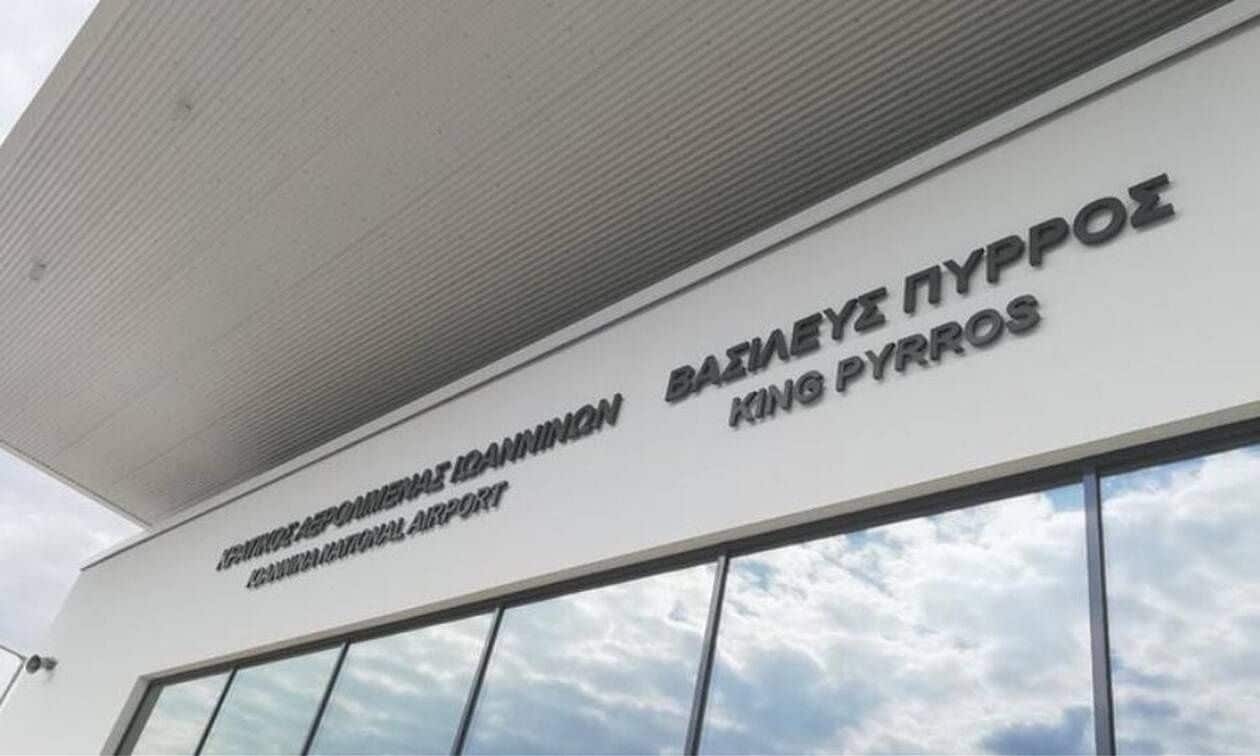 ΚΡΑΤΙΚΟΣ ΑΕΡΟΛΙΜΕΝΑΣ ΙΩΑΝΝΙΝΩΝ
IOANNINA NATIONAL AIRPORT
ΒΑΣΙΛΕΥΣ ΠΥΡΡΟΣ
KING PYRROS